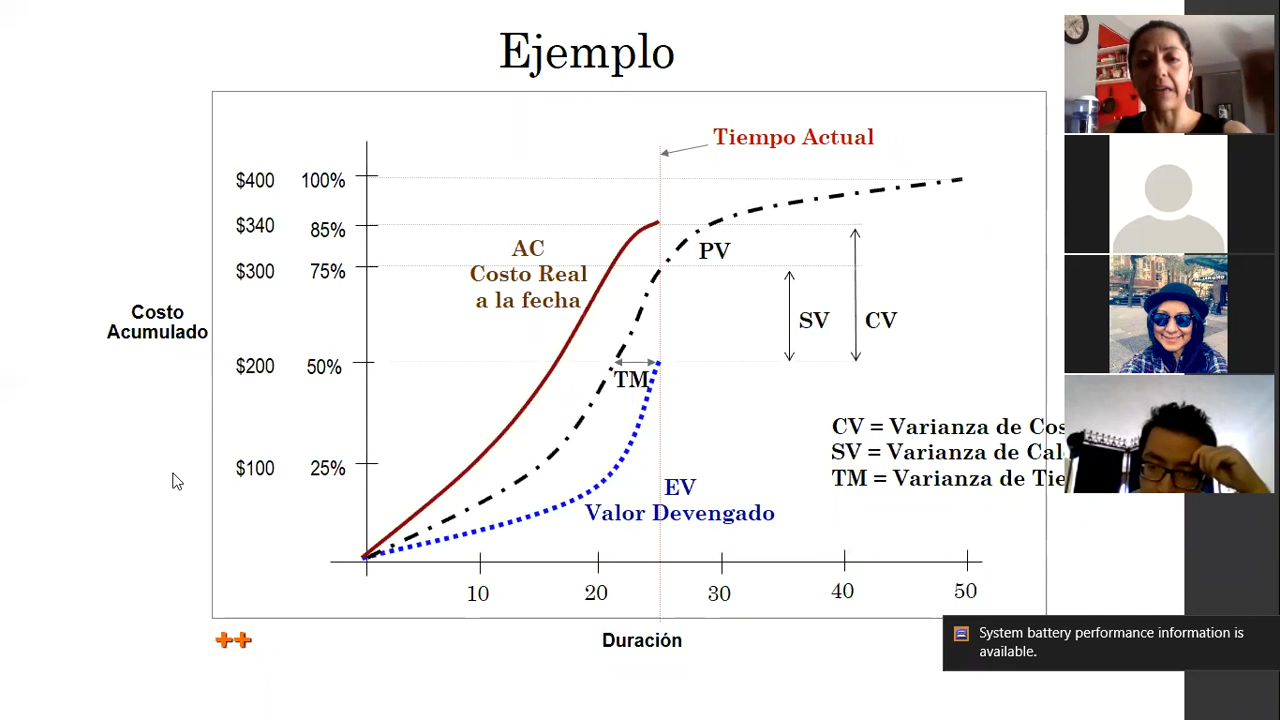 Ejemplo
Tiempo Actual
$400 100%
$340 85%
$300 75%
$200 50%
$100 25%
Costo
Acumulado
AC
Costo Real
a la fecha
PV
SV
CV
TM
CV = Varianza de Cos
SV = Varianza de Cal
TM = Varianza de Tie
EV
Valor Devengado
10 20 30 40 50
++
Duración
System battery performance information is
available.